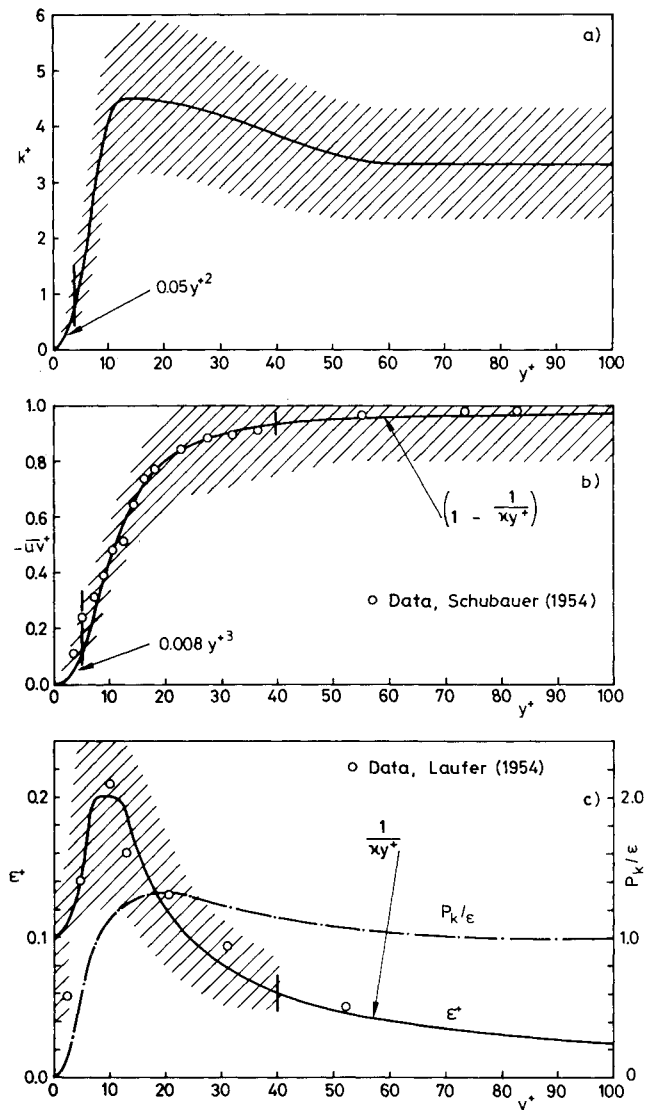 a)
6
5
4
3
2
1
0
k⁺
0.05y⁺²
0 10 20 30 40 50 60 70 80 90 100
y⁺
b)
1.0
0.8
0.6
0.4
0.2
0.0
-u̅v̅⁺
(1 - 1/ϰy⁺)
o Data, Schubauer (1954)
0.008 y⁺³
0 10 20 30 40 50 60 70 80 90 100
y⁺
o Data, Laufer (1954)
c)
0.2
0.1
0.0
ε⁺
1/ϰy⁺
P_k/ε
ε⁺
2.0
1.0
0
P_k/ε
0 10 20 30 40 50 60 70 80 90 100
y⁺